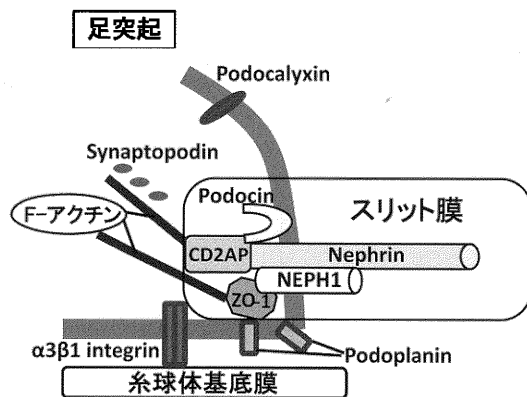 足突起
Podocalyxin
Synaptopodin
Podocin
スリット膜
F-アクチン
CD2AP
Nephrin
NEPH1
ZO-1
α3β1 integrin
Podoplanin
糸球体基底膜